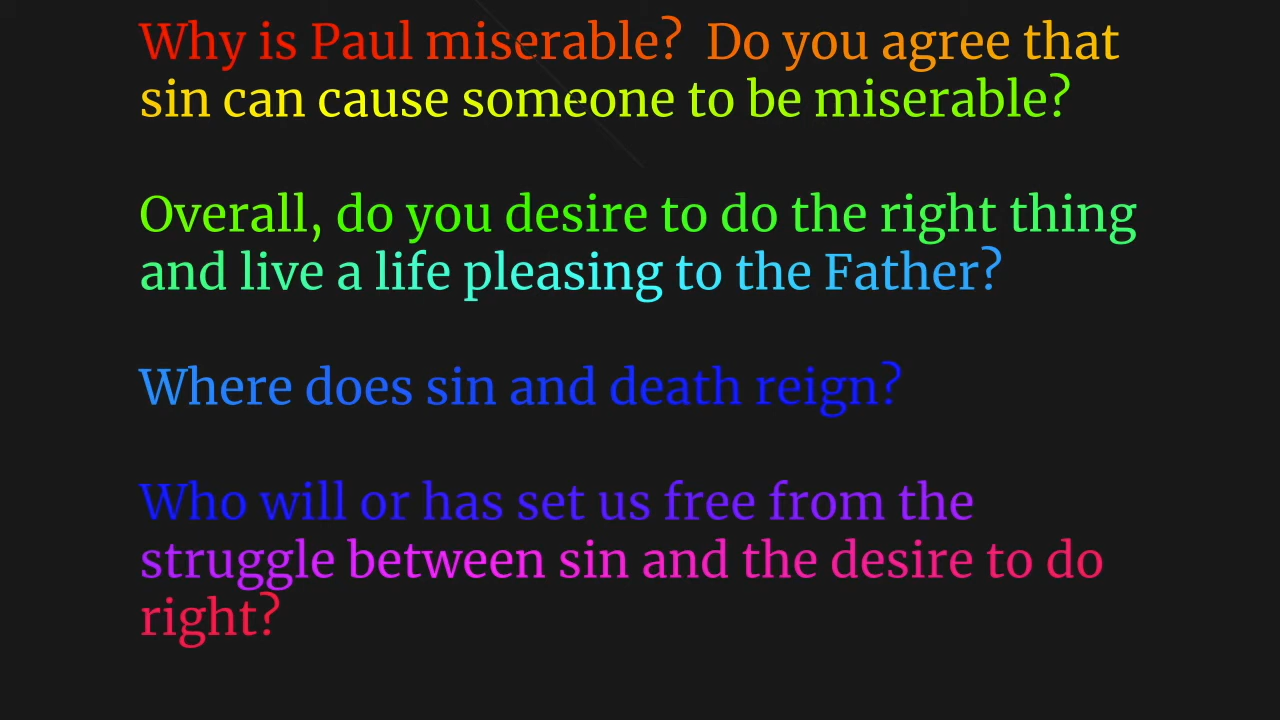 Why is Paul miserable?  Do you agree that
sin can cause someone to be miserable?
Overall, do you desire to do the right thing
and live a life pleasing to the Father?
Where does sin and death reign?
Who will or has set us free from the
struggle between sin and the desire to do
right?